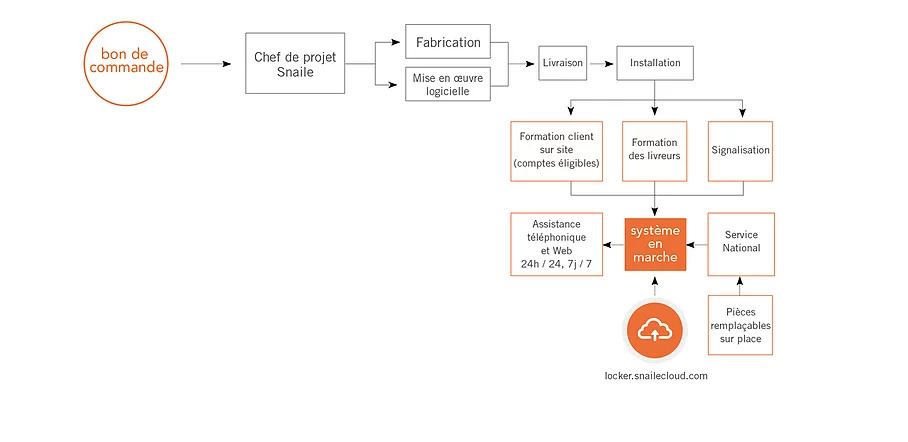 bon de
commande
Chef de projet
Snaile
Fabrication
Mise en œuvre
logicielle
Livraison
Installation
Formation client
sur site
(comptes éligibles)
Formation
des livreurs
Signalisation
Assistance
téléphonique
et Web
24h / 24, 7j / 7
système
en
marche
Service
National
Pièces
remplaçables
sur place
locker.snailecloud.com